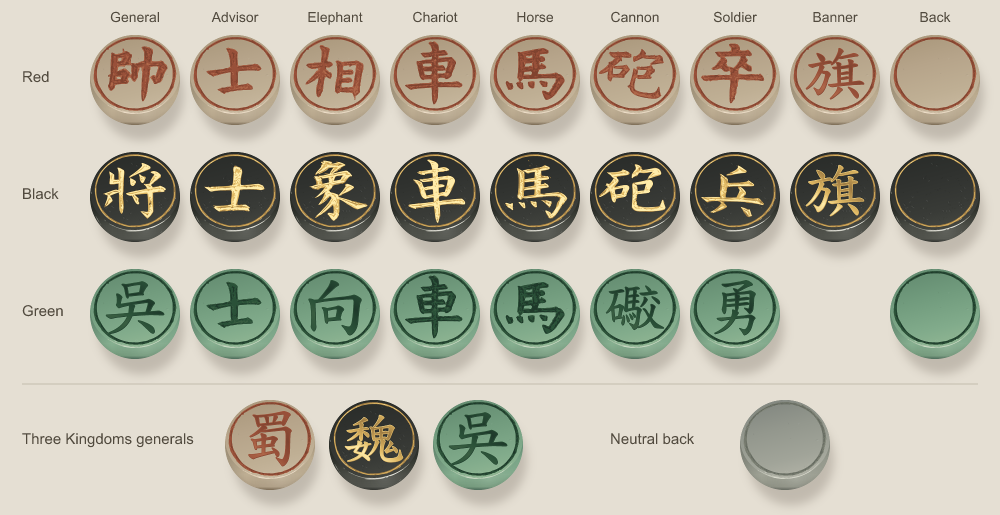 General Advisor Elephant Chariot Horse Cannon Soldier Banner Back
Red 帥 士 相 車 馬 砲 卒 旗
Black 將 士 象 車 馬 砲 兵 旗
Green 吳 士 向 車 馬 礮 勇
Three Kingdoms generals 蜀 魏 吳 Neutral back